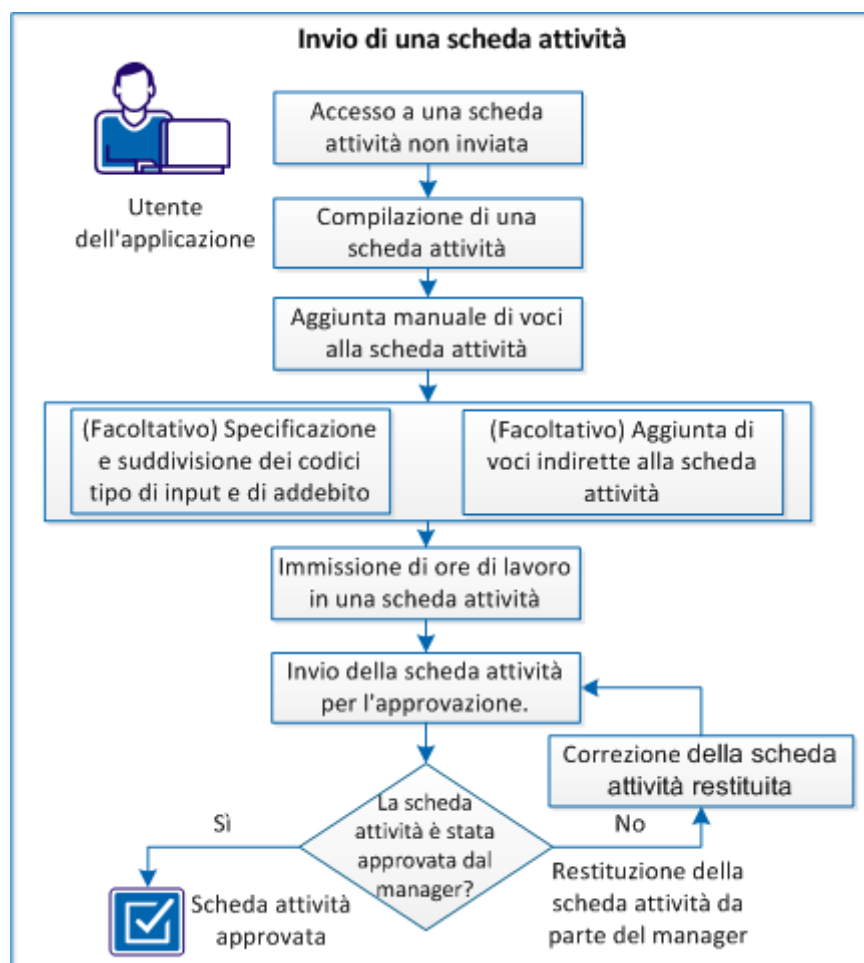 Invio di una scheda attività
Accesso a una scheda
attività non inviata
Utente
dell'applicazione
Compilazione di una
scheda attività
Aggiunta manuale di voci
alla scheda attività
(Facoltativo) Specificazione
e suddivisione dei codici
tipo di input e di addebito
(Facoltativo) Aggiunta di
voci indirette alla scheda
attività
Immissione di ore di lavoro
in una scheda attività
Invio della scheda attività
per l'approvazione.
Correzione della scheda
attività restituita
La scheda
attività è stata
approvata dal
manager?
Sì
No
Scheda attività
approvata
Restituzione della
scheda attività da
parte del manager